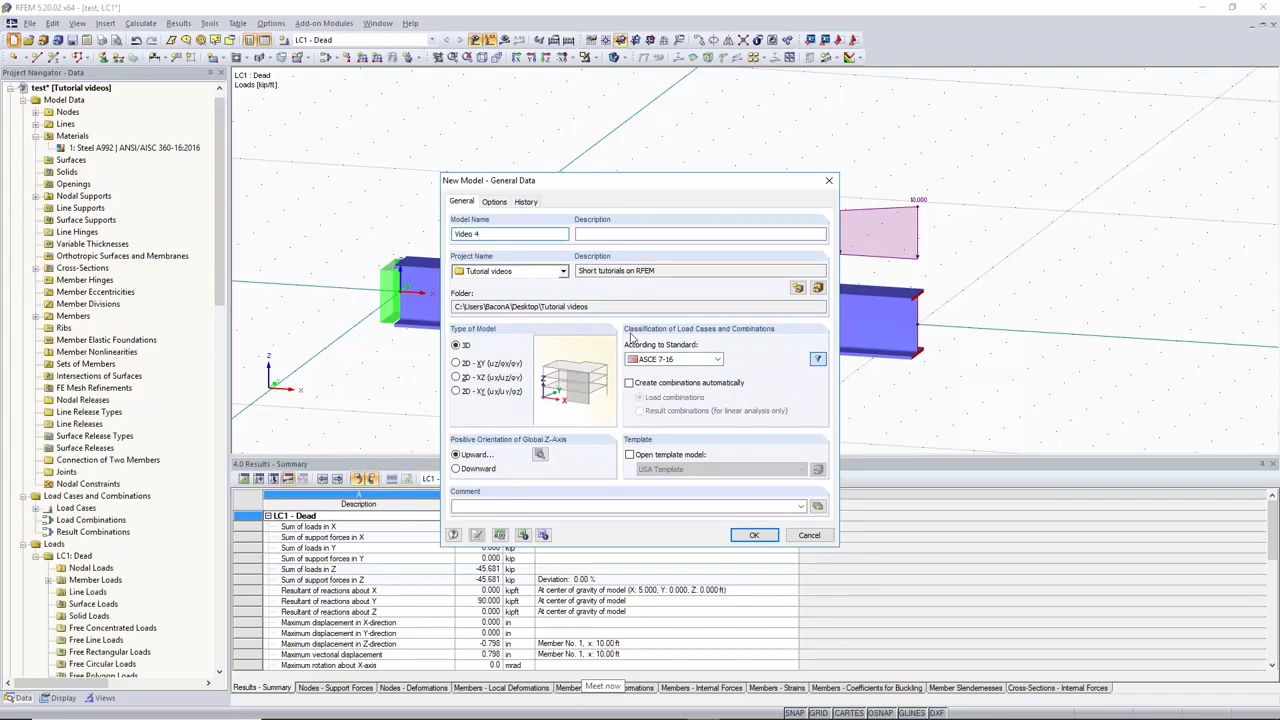 RFEM 5.20.02 x64 - [test, LC1*]
File Edit View Insert Calculate Results Tools Table Options Add-on Modules Window Help
LC1 - Dead
Project Navigator - Data
test* [Tutorial videos]
Model Data
Nodes
Lines
Materials
1: Steel A992 | ANSI/AISC 360-16:2016
Surfaces
Solids
Openings
Nodal Supports
Line Supports
Surface Supports
Line Hinges
Variable Thicknesses
Orthotropic Surfaces and Membranes
Cross-Sections
Member Hinges
Member Eccentricities
Member Divisions
Members
Ribs
Member Elastic Foundations
Member Nonlinearities
Sets of Members
Intersections of Surfaces
FE Mesh Refinements
Nodal Releases
Line Release Types
Line Releases
Surface Release Types
Surface Releases
Connection of Two Members
Joints
Nodal Constraints
Load Cases and Combinations
Load Cases
Load Combinations
Result Combinations
Loads
LC1: Dead
Nodal Loads
Member Loads
Line Loads
Surface Loads
Solid Loads
Free Concentrated Loads
Free Line Loads
Free Rectangular Loads
Free Circular Loads
Free Polygon Loads
Data Display Views
LC1 : Dead
Loads [kip/ft]
10.000
Z
X
X
New Model - General Data
General Options History
Model Name Description
Video 4
Project Name Description
Tutorial videos Short tutorials on RFEM
Folder:
C:\Users\BaconA\Desktop\Tutorial videos
Type of Model
3D
2D - XY (uZ/φX/φY)
2D - XZ (uX/uZ/φY)
2D - XY (uX/uY/φZ)
Classification of Load Cases and Combinations
According to Standard:
ASCE 7-16
Create combinations automatically
Load combinations
Result combinations (for linear analysis only)
Positive Orientation of Global Z-Axis
Upward...
Downward
Template
Open template model:
USA Template
Comment
OK Cancel
4.0 Results - Summary
LC1 -
A
Description
LC1 - Dead
Sum of loads in X
Sum of support forces in X
Sum of loads in Y
Sum of support forces in Y 0.000 kip
Sum of loads in Z -45.681 kip
Sum of support forces in Z -45.681 kip Deviation: 0.00 %
Resultant of reactions about X 0.000 kipft At center of gravity of model (X: 5.000, Y: 0.000, Z: 0.000 ft)
Resultant of reactions about Y 90.000 kipft At center of gravity of model
Resultant of reactions about Z 0.000 kipft At center of gravity of model
Maximum displacement in X-direction 0.000 in
Maximum displacement in Y-direction 0.000 in
Maximum displacement in Z-direction -0.798 in Member No. 1, x: 10.00 ft
Maximum vectorial displacement 0.798 in Member No. 1, x: 10.00 ft
Maximum rotation about X-axis 0.0 mrad
Meet now
Results - Summary Nodes - Support Forces Nodes - Deformations Members - Local Deformations Members - Internal Forces Members - Strains Members - Coefficients for Buckling Member Slendernesses Cross-Sections - Internal Forces
SNAP GRID CARTES OSNAP GLINES DXF